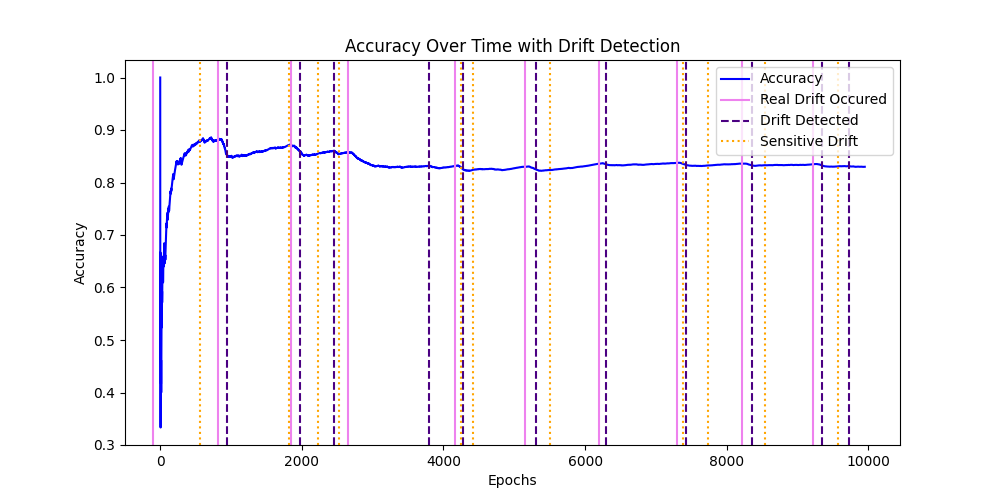 Accuracy Over Time with Drift Detection
Accuracy
Real Drift Occured
Drift Detected
Sensitive Drift
1.0
0.9
0.8
0.7
0.6
0.5
0.4
0.3
Accuracy
0 2000 4000 6000 8000 10000
Epochs